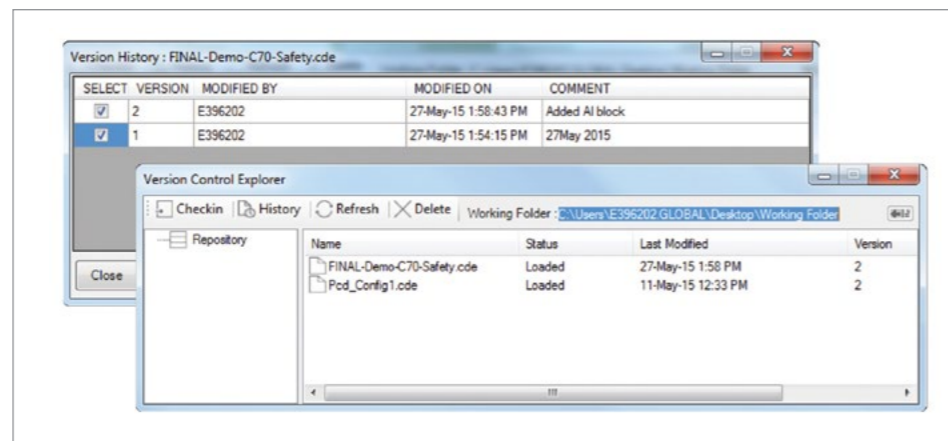 Version History : FINAL-Demo-C70-Safety.cde
SELECT VERSION MODIFIED BY MODIFIED ON COMMENT
2 E396202 27-May-15 1:58:43 PM Added AI block
1 E396202 27-May-15 1:54:15 PM 27May 2015
Close
Version Control Explorer
Checkin History Refresh Delete Working Folder : C:\Users\E396202.GLOBAL\Desktop\Working Folder
Repository
Name Status Last Modified Version
FINAL-Demo-C70-Safety.cde Loaded 27-May-15 1:58 PM 2
Pcd_Config1.cde Loaded 11-May-15 12:33 PM 2